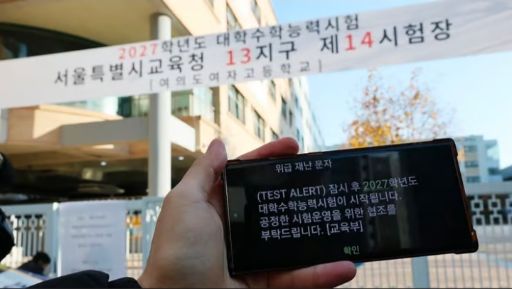 2027학년도 대학수학능력시험
서울특별시교육청 13지구 제14시험장
[여의도여자고등학교]
위급 재난 문자
(TEST ALERT) 잠시 후 2027학년도
대학수학능력시험이 시작됩니다.
공정한 시험운영을 위한 협조를
부탁드립니다. [교육부]
확인